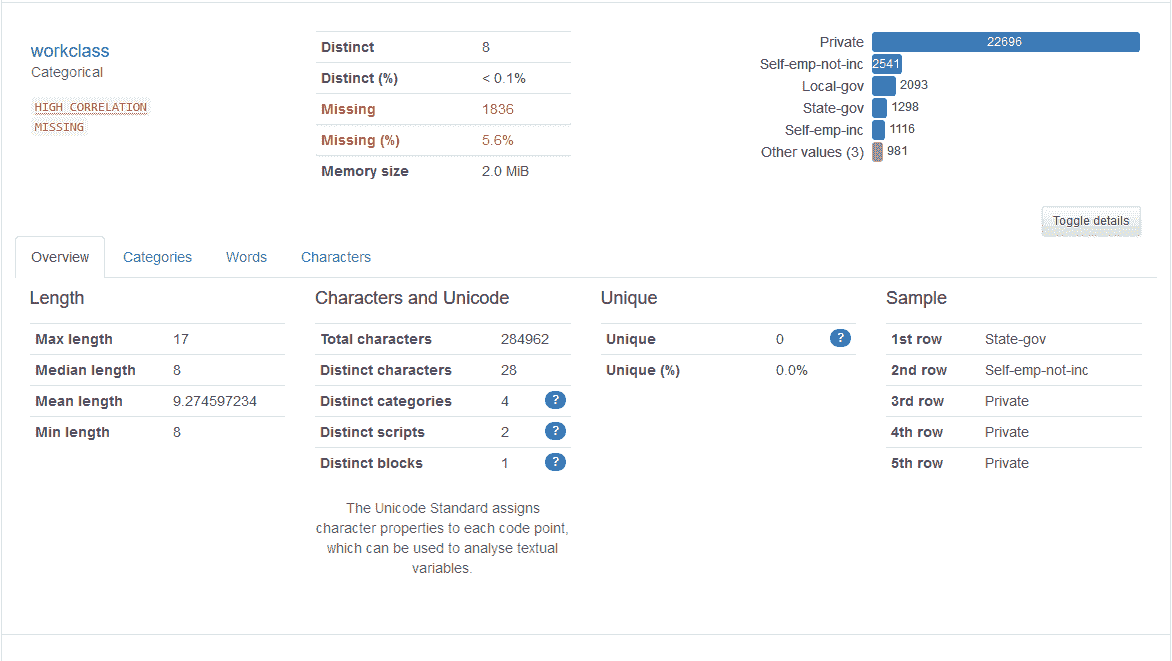 workclass
Categorical
HIGH CORRELATION
MISSING
Distinct 8
Distinct (%) < 0.1%
Missing 1836
Missing (%) 5.6%
Memory size 2.0 MiB
Private 22696
Self-emp-not-inc 2541
Local-gov 2093
State-gov 1298
Self-emp-inc 1116
Other values (3) 981
Toggle details
Overview Categories Words Characters
Length
Max length 17
Median length 8
Mean length 9.274597234
Min length 8
Characters and Unicode
Total characters 284962
Distinct characters 28
Distinct categories 4 ?
Distinct scripts 2 ?
Distinct blocks 1 ?
The Unicode Standard assigns
character properties to each code point,
which can be used to analyse textual
variables.
Unique
Unique 0 ?
Unique (%) 0.0%
Sample
1st row State-gov
2nd row Self-emp-not-inc
3rd row Private
4th row Private
5th row Private